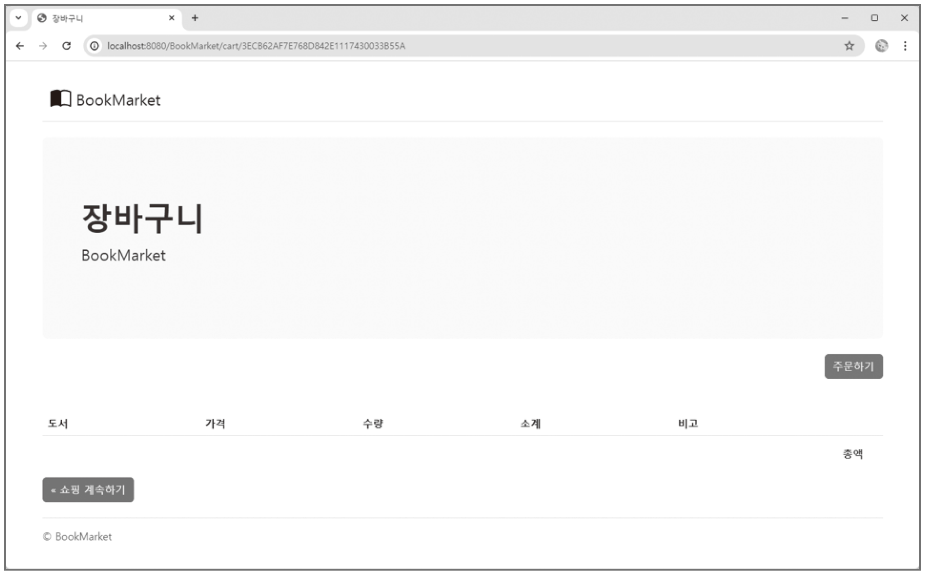 장바구니
localhost:8080/BookMarket/cart/3ECB62AF7E768D842E1117430033B55A
BookMarket
장바구니
BookMarket
주문하기
도서 가격 수량 소계 비고
총액
« 쇼핑 계속하기
© BookMarket